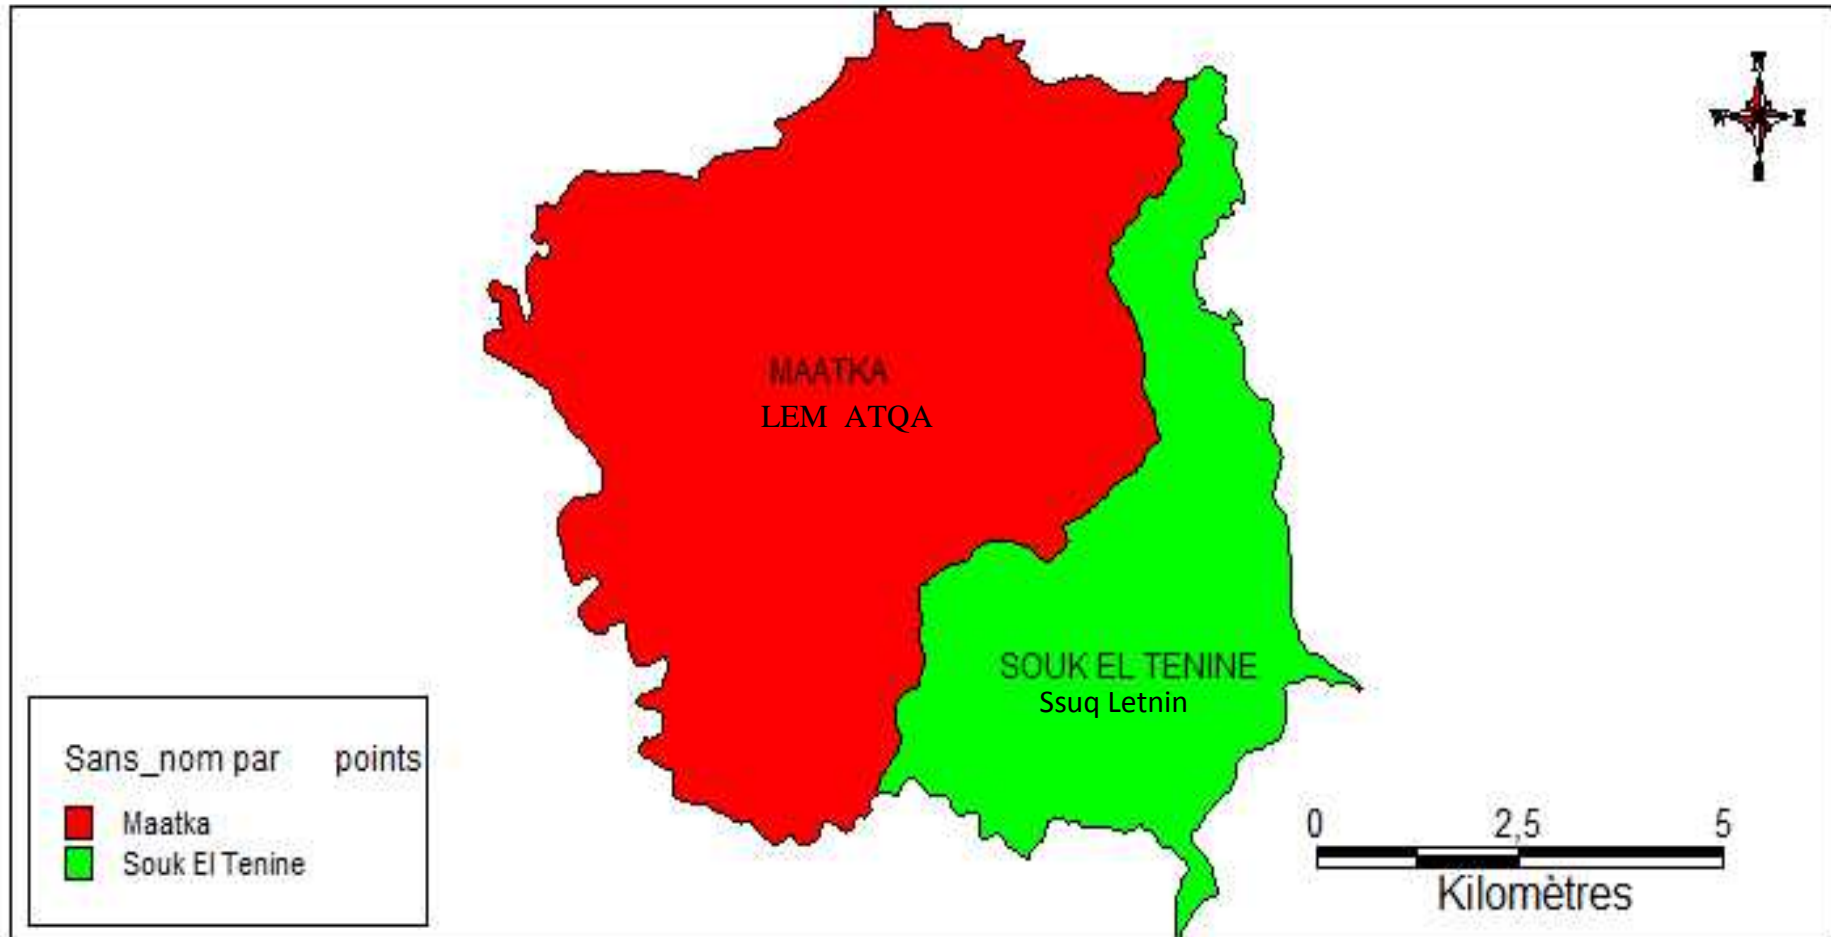 N
W E
MAATKA
LEM ATQA
SOUK EL TENINE
Ssuq Letnin
Sans_nom par points
Maatka
Souk El Tenine
0 2,5 5
Kilomètres